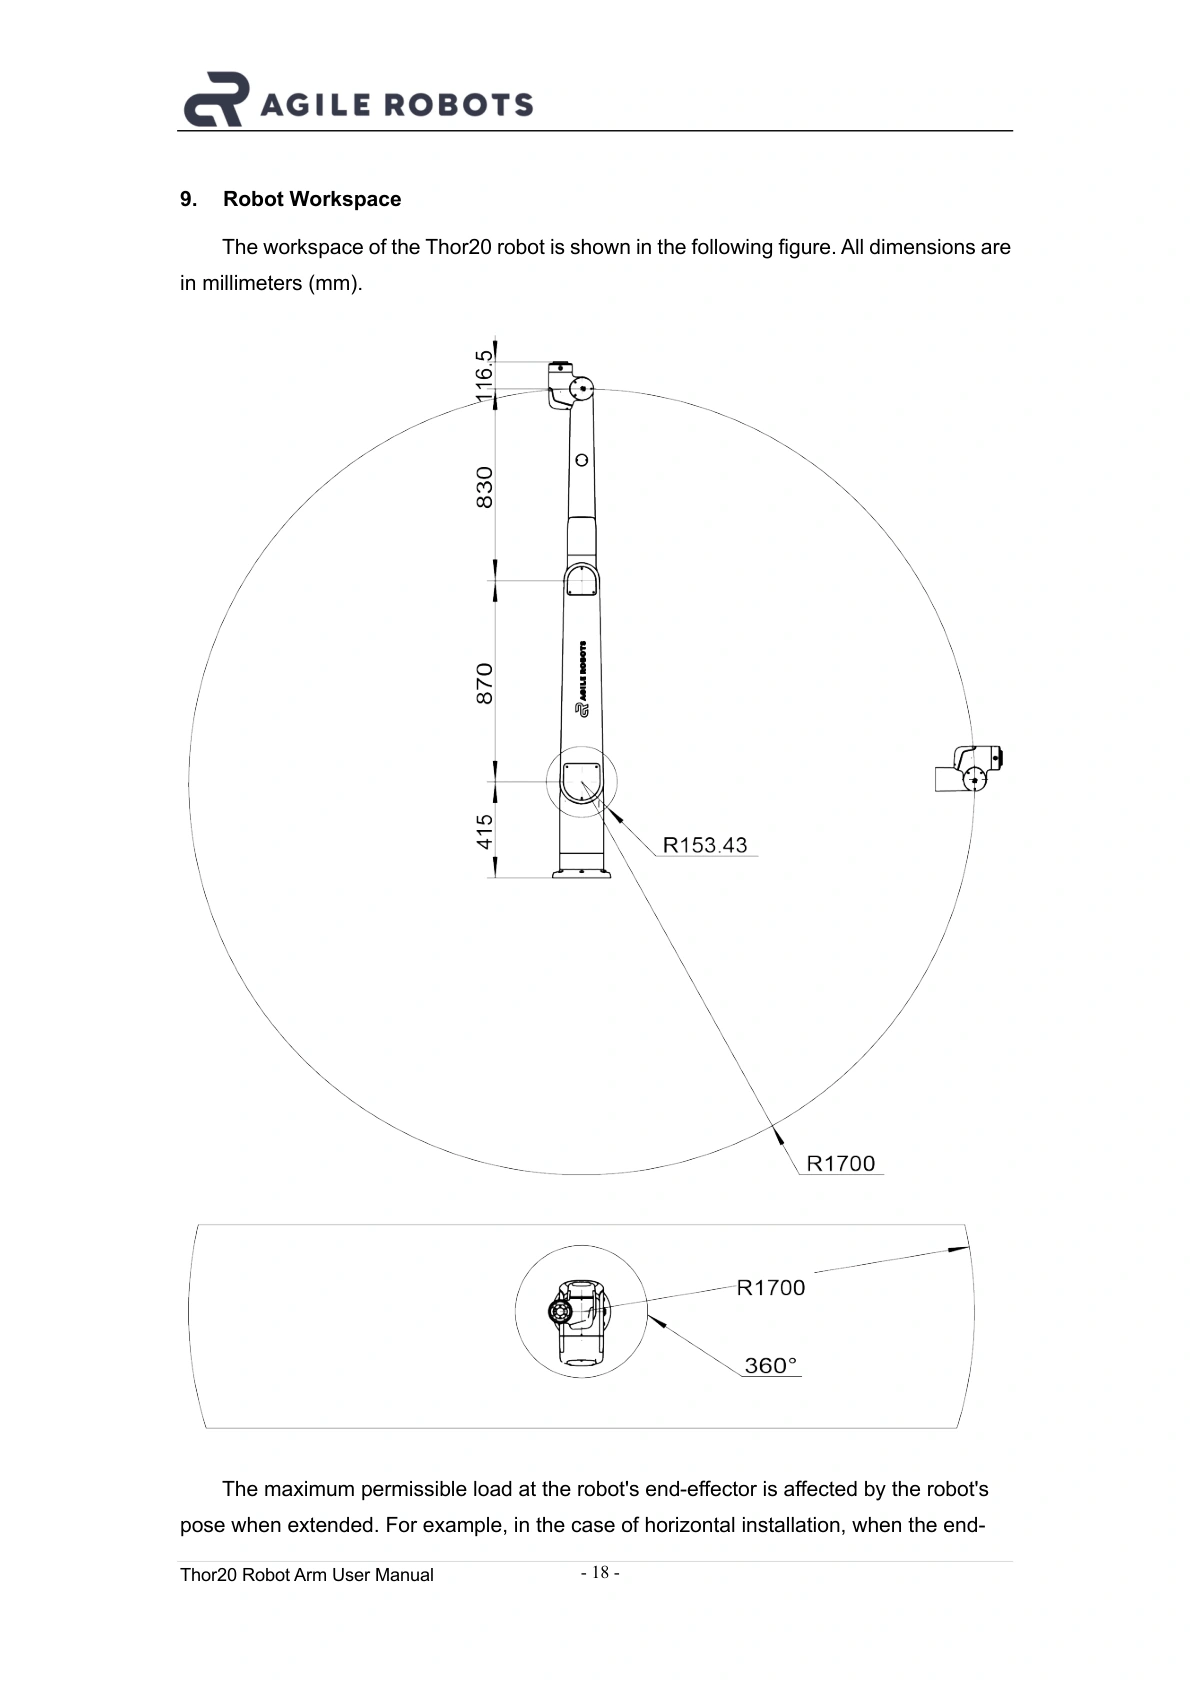 AGILE ROBOTS
9. Robot Workspace
The workspace of the Thor20 robot is shown in the following figure. All dimensions are
in millimeters (mm).
116.5
830
870
AGILE ROBOTS
415
R153.43
R1700
R1700
360°
The maximum permissible load at the robot's end-effector is affected by the robot's
pose when extended. For example, in the case of horizontal installation, when the end-
Thor20 Robot Arm User Manual
- 18 -